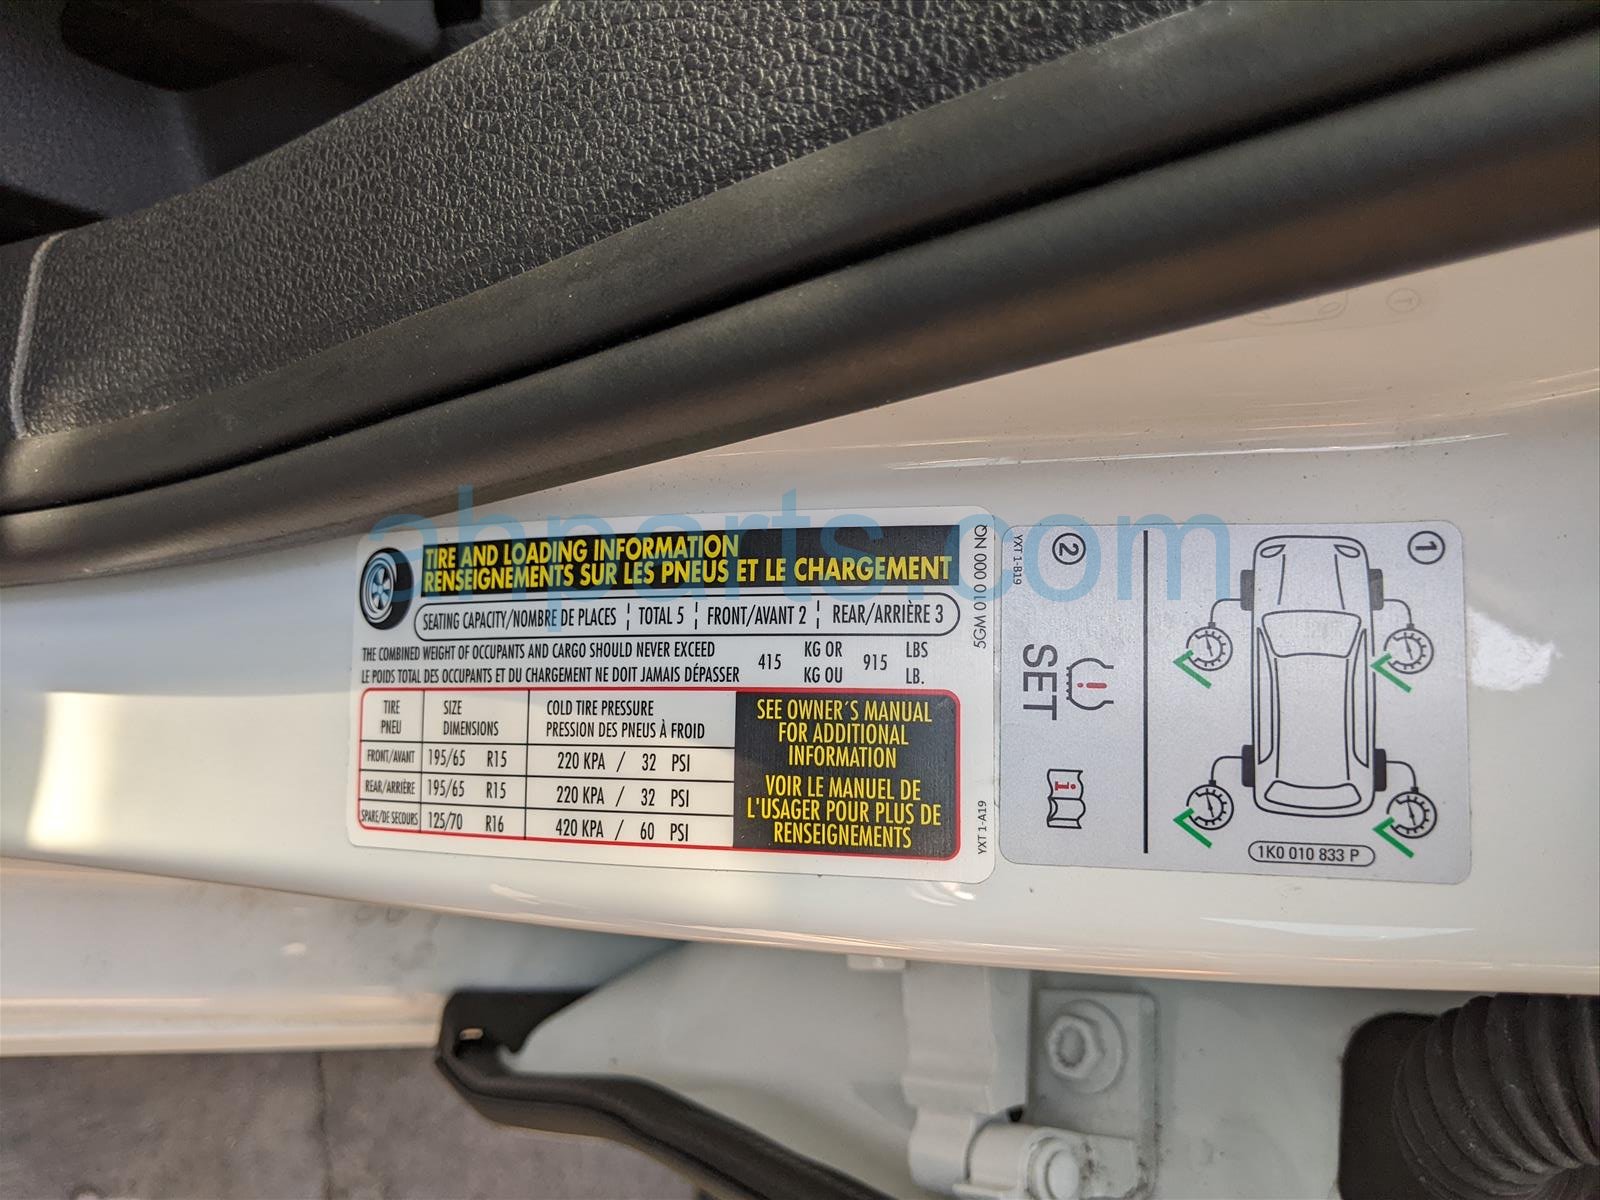 TIRE AND LOADING INFORMATION
RENSEIGNEMENTS SUR LES PNEUS ET LE CHARGEMENT
SEATING CAPACITY/NOMBRE DE PLACES ¦ TOTAL 5 ¦ FRONT/AVANT 2 ¦ REAR/ARRIÈRE 3
THE COMBINED WEIGHT OF OCCUPANTS AND CARGO SHOULD NEVER EXCEED 415 KG OR 915 LBS
LE POIDS TOTAL DES OCCUPANTS ET DU CHARGEMENT NE DOIT JAMAIS DÉPASSER KG OU LB.
TIRE SIZE COLD TIRE PRESSURE
PNEU DIMENSIONS PRESSION DES PNEUS À FROID
FRONT/AVANT 195/65 R15 220 KPA / 32 PSI
REAR/ARRIÈRE 195/65 R15 220 KPA / 32 PSI
SPARE/DE SECOURS 125/70 R16 420 KPA / 60 PSI
SEE OWNER'S MANUAL
FOR ADDITIONAL
INFORMATION
VOIR LE MANUEL DE
L'USAGER POUR PLUS DE
RENSEIGNEMENTS
5GM 010 000 NQ
YXT 1-A19
YXT 1-B19
1
2
SET
1K0 010 833 P
ahparts.com